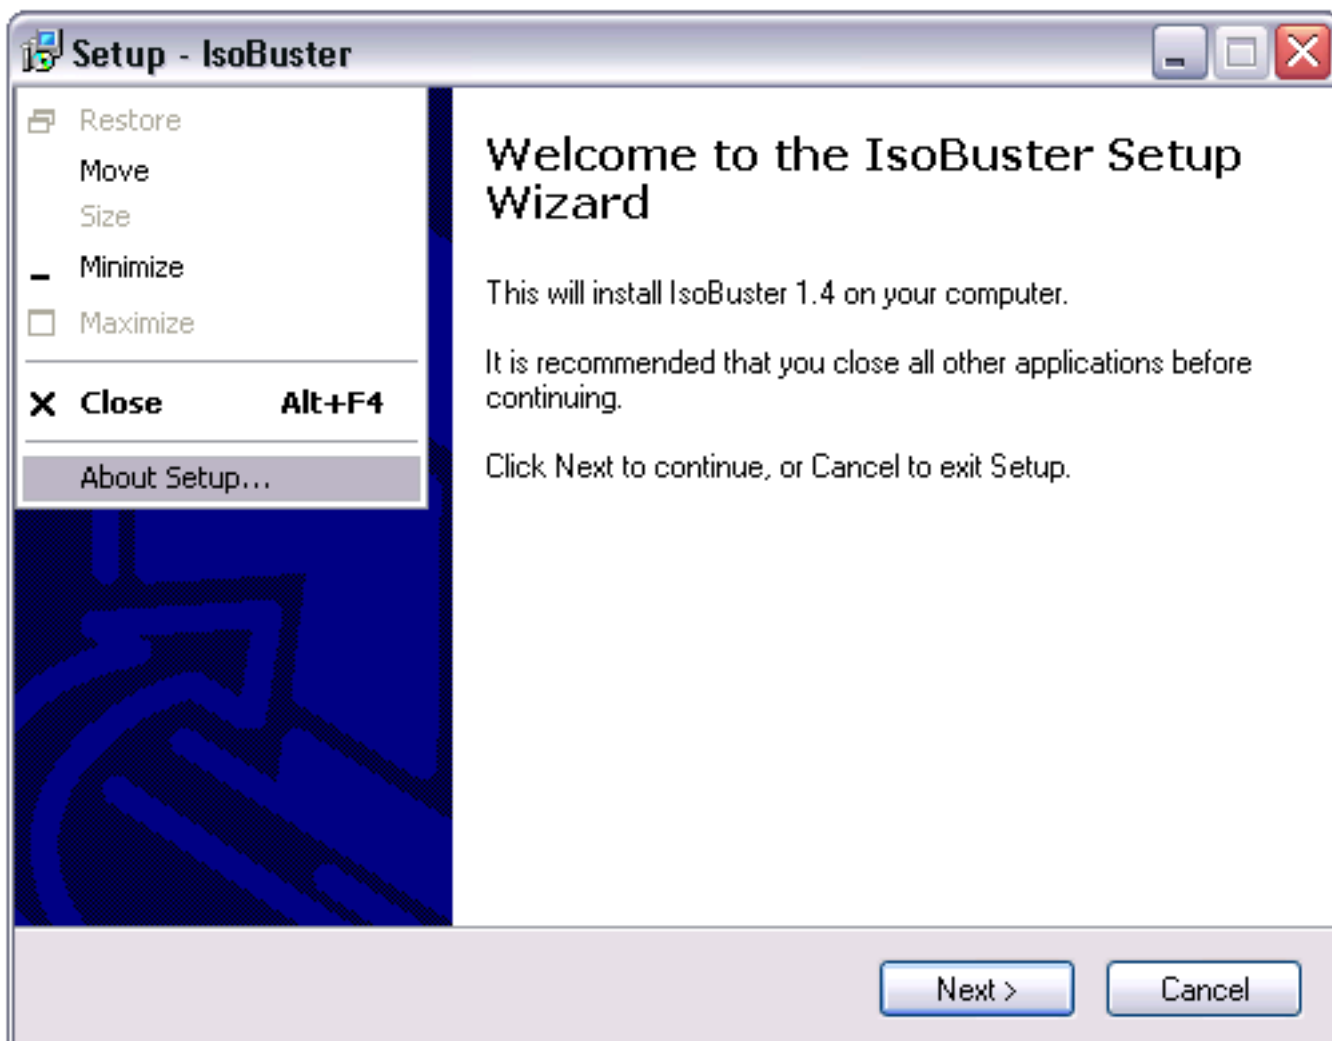 Setup - IsoBuster
Restore
Move
Size
Minimize
Maximize
Close Alt+F4
About Setup...
Welcome to the IsoBuster Setup
Wizard
This will install IsoBuster 1.4 on your computer.
It is recommended that you close all other applications before
continuing.
Click Next to continue, or Cancel to exit Setup.
Next >
Cancel